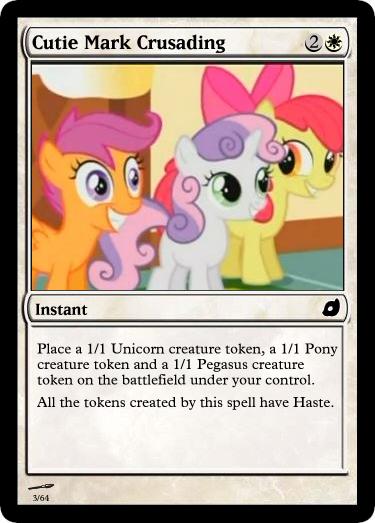 Cutie Mark Crusading 2
Instant
Place a 1/1 Unicorn creature token, a 1/1 Pony
creature token and a 1/1 Pegasus creature
token on the battlefield under your control.
All the tokens created by this spell have Haste.
3/64